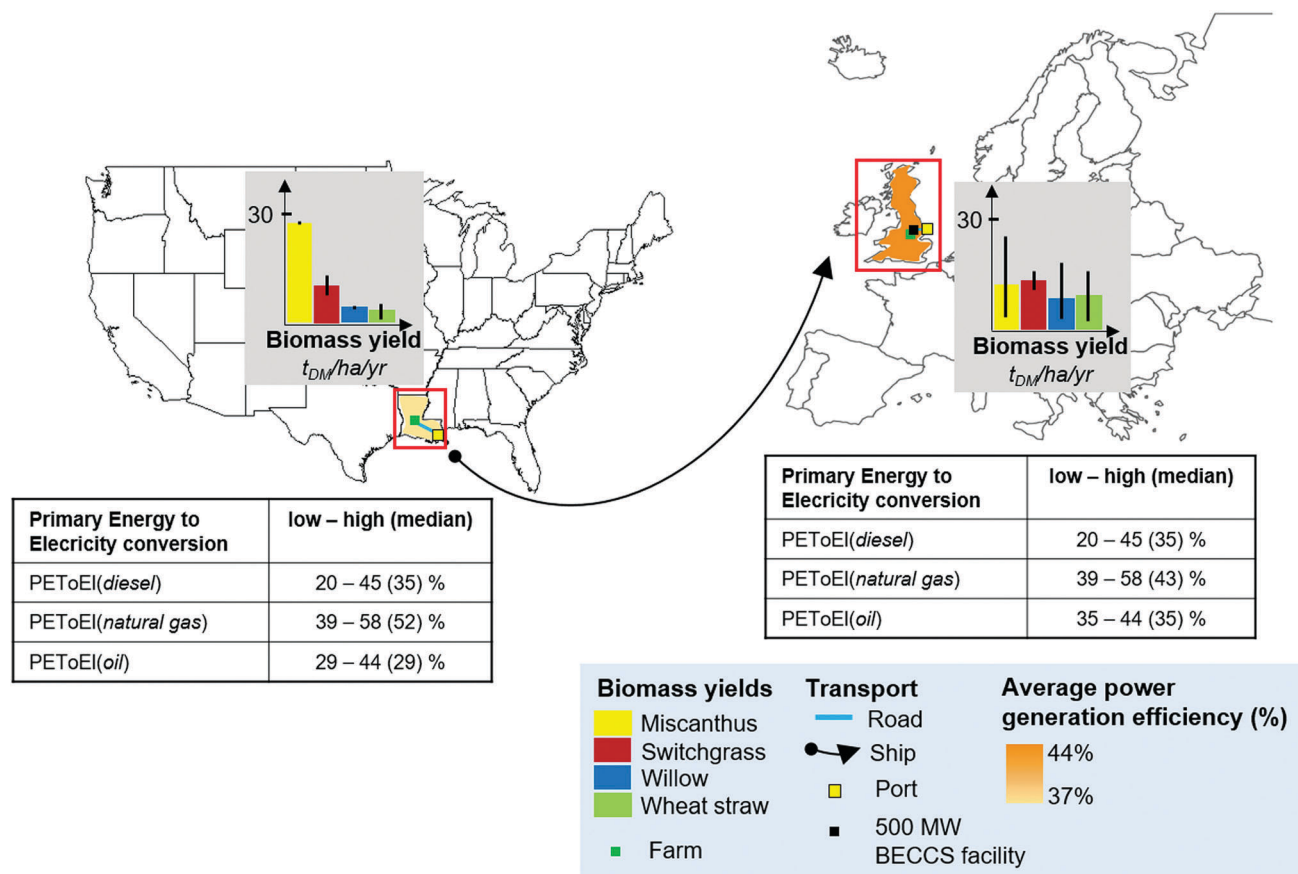 30
Biomass yield
t_DM/ha/yr
30
Biomass yield
t_DM/ha/yr
Primary Energy to
Elecricity conversion
low – high (median)
PEToEl(diesel)
20 – 45 (35) %
PEToEl(natural gas)
39 – 58 (52) %
PEToEl(oil)
29 – 44 (29) %
Primary Energy to
Elecricity conversion
low – high (median)
PEToEl(diesel)
20 – 45 (35) %
PEToEl(natural gas)
39 – 58 (43) %
PEToEl(oil)
35 – 44 (35) %
Biomass yields
Miscanthus
Switchgrass
Willow
Wheat straw
Farm
Transport
Road
Ship
Port
500 MW
BECCS facility
Average power
generation efficiency (%)
44%
37%